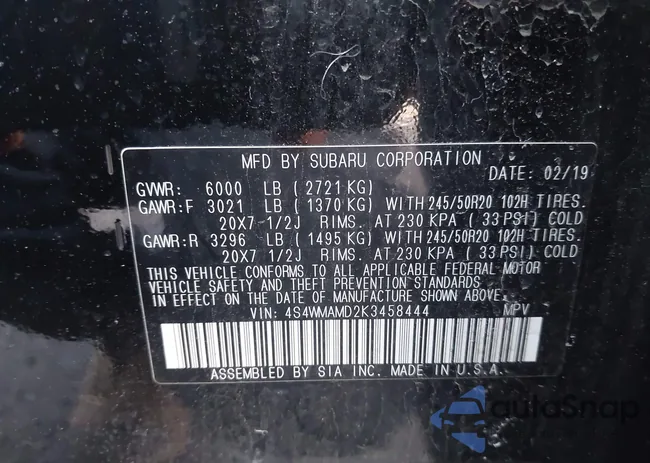 MFD BY SUBARU CORPORATION
DATE: 02/19
GVWR: 6000 LB (2721 KG)
GAWR:F 3021 LB (1370 KG) WITH 245/50R20 102H TIRES.
20X7 1/2J RIMS. AT 230 KPA (33 PSI) COLD
GAWR:R 3296 LB (1495 KG) WITH 245/50R20 102H TIRES.
20X7 1/2J RIMS. AT 230 KPA (33 PSI) COLD
THIS VEHICLE CONFORMS TO ALL APPLICABLE FEDERAL MOTOR
VEHICLE SAFETY AND THEFT PREVENTION STANDARDS
IN EFFECT ON THE DATE OF MANUFACTURE SHOWN ABOVE.
VIN: 4S4WMAMD2K3458444 MPV
ASSEMBLED BY SIA INC. MADE IN U.S.A.
autoSnap